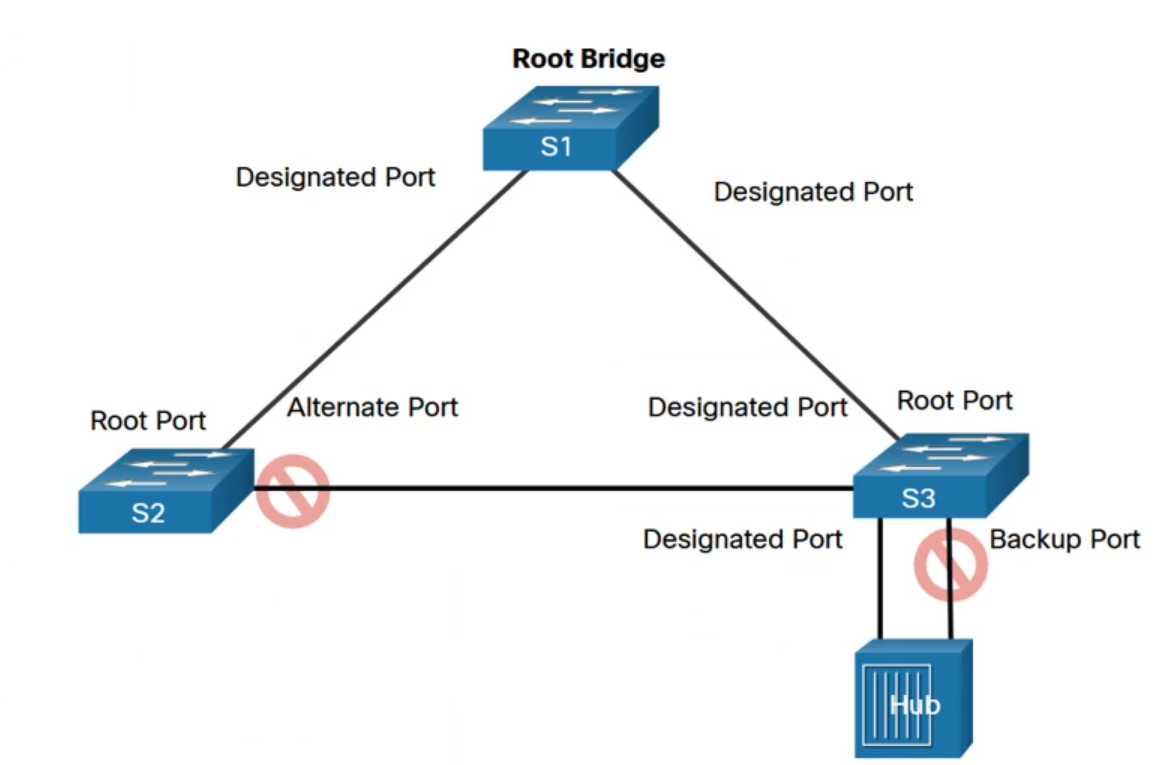 Root Bridge
S1
Designated Port
Designated Port
Root Port
Alternate Port
Designated Port
Root Port
S2
S3
Designated Port
Backup Port
Hub